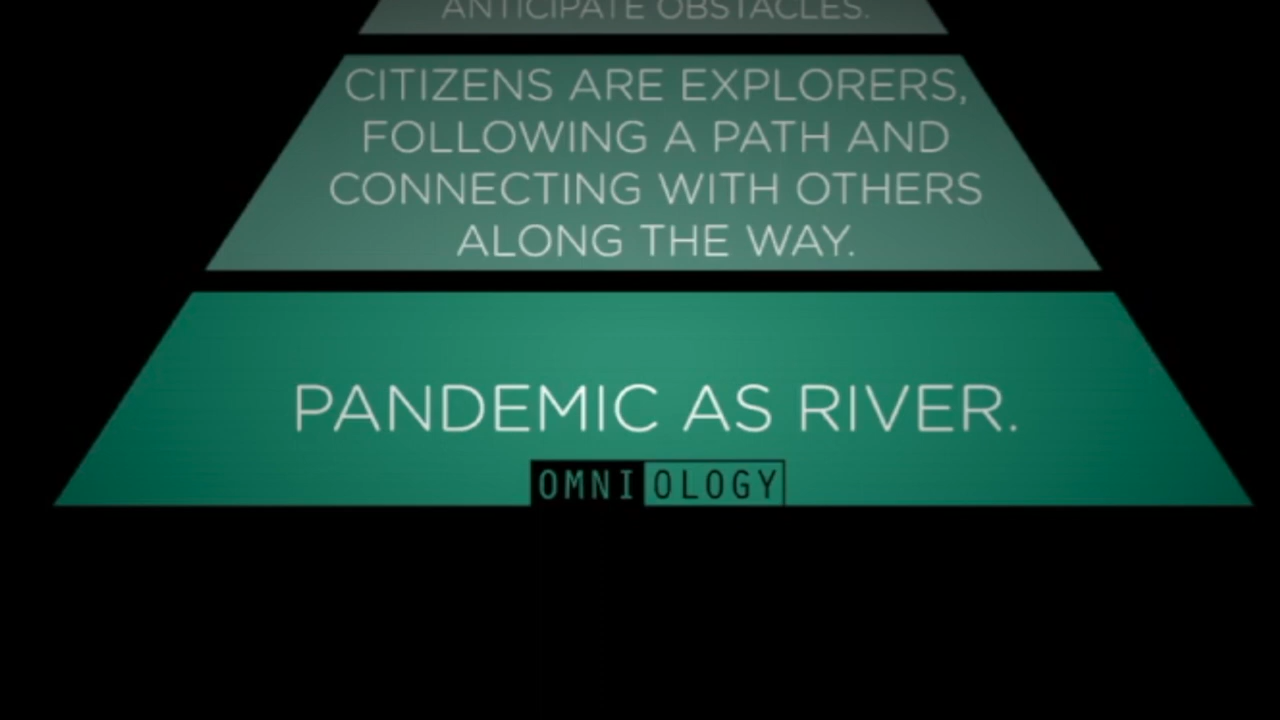 ANTICIPATE OBSTACLES.
CITIZENS ARE EXPLORERS,
FOLLOWING A PATH AND
CONNECTING WITH OTHERS
ALONG THE WAY.
PANDEMIC AS RIVER.
OMNIOLOGY